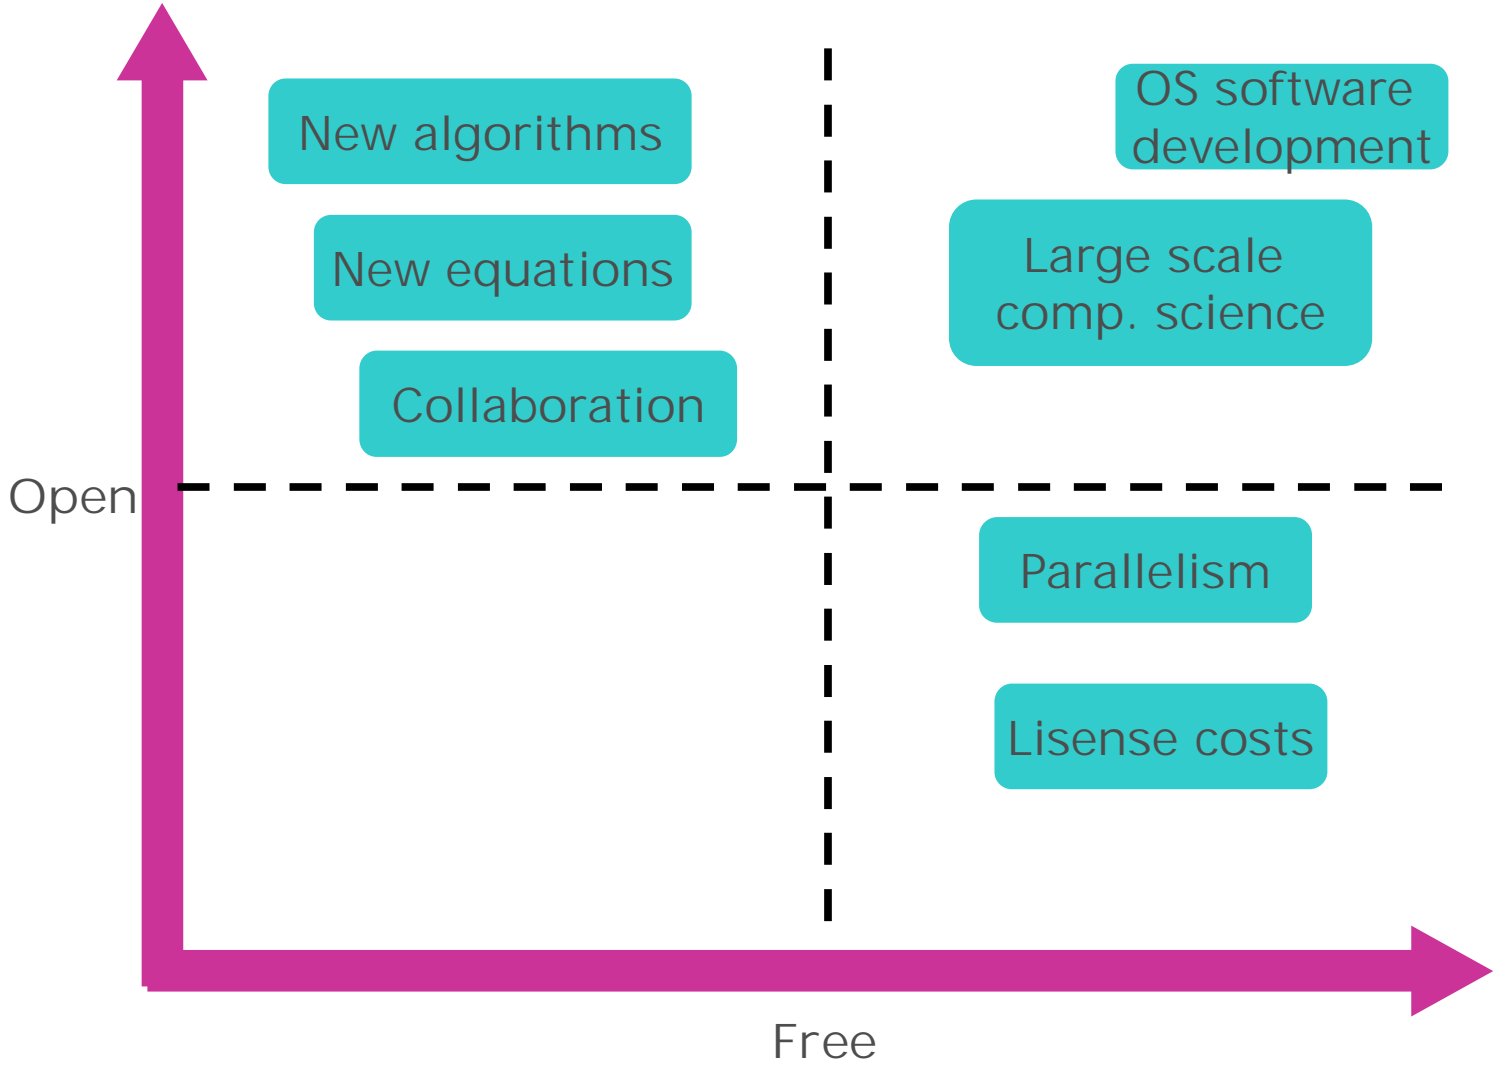 New algorithms
New equations
Collaboration
OS software
development
Large scale
comp. science
Open
Parallelism
Lisense costs
Free